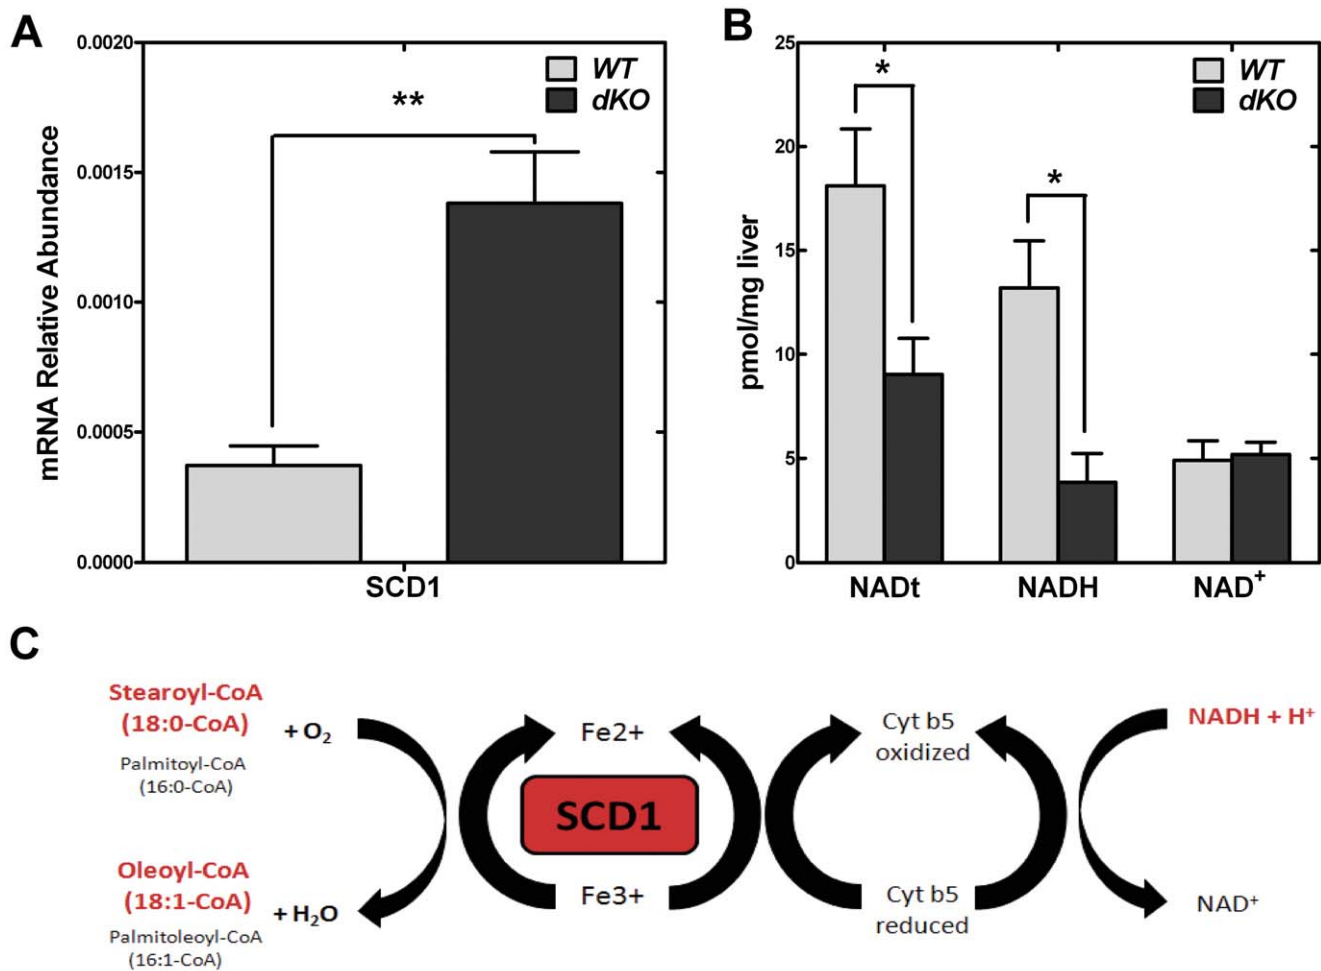 A
0.0020
0.0015
0.0010
0.0005
0.0000
mRNA Relative Abundance
WT
dKO
**
SCD1
B
25
20
15
10
5
0
pmol/mg liver
WT
dKO
*
*
NADt
NADH
NAD⁺
C
Stearoyl-CoA
(18:0-CoA)
+ O₂
Palmitoyl-CoA
(16:0-CoA)
Oleoyl-CoA
(18:1-CoA)
+ H₂O
Palmitoleoyl-CoA
(16:1-CoA)
Fe2+
SCD1
Fe3+
Cyt b5
oxidized
Cyt b5
reduced
NADH + H⁺
NAD⁺